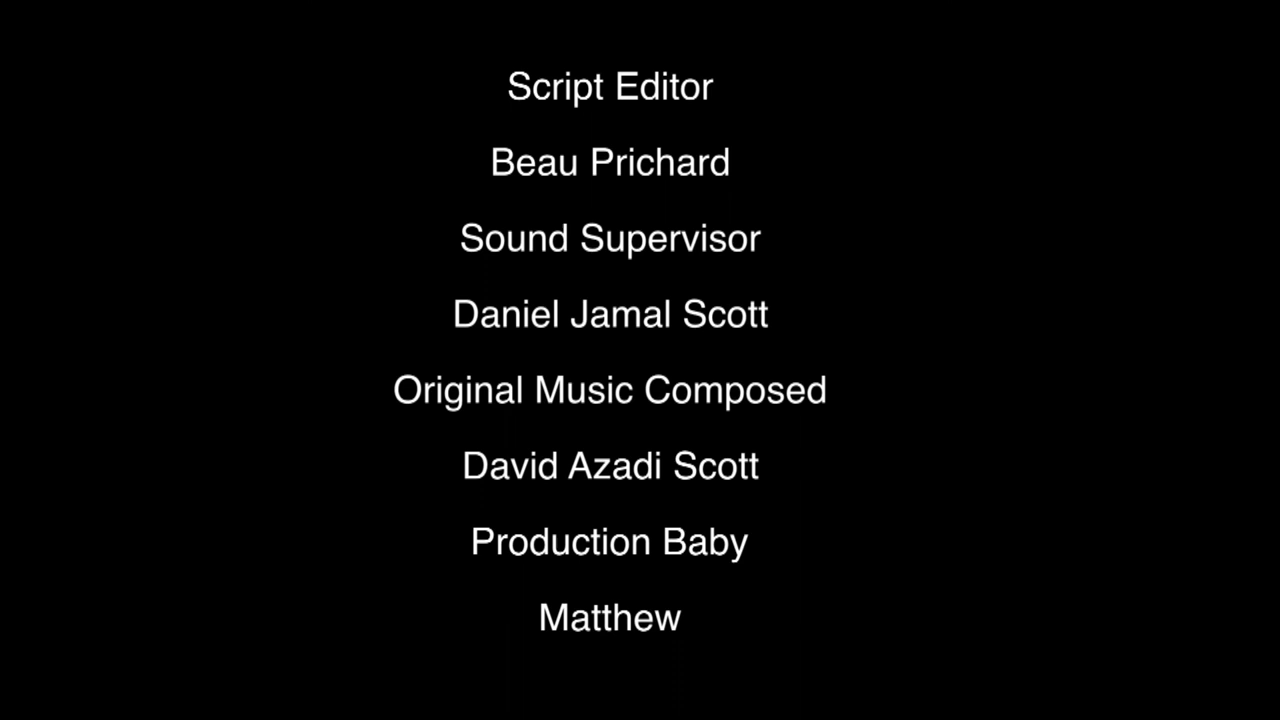 Script Editor
Beau Prichard
Sound Supervisor
Daniel Jamal Scott
Original Music Composed
David Azadi Scott
Production Baby
Matthew